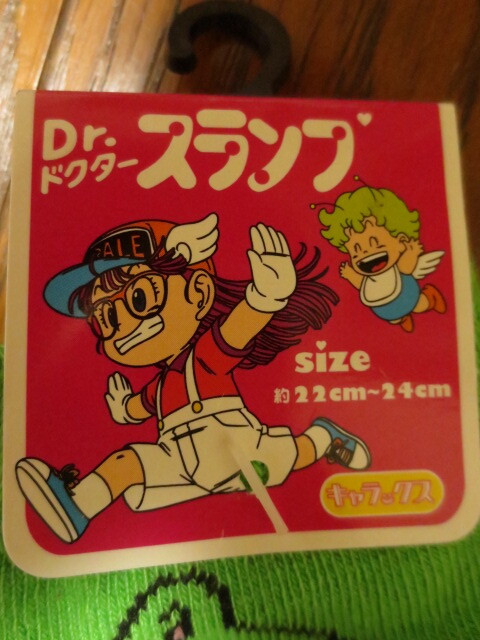 Dr.スランプ
ドクター
ALE
size
約22cm~24cm
キャラックス